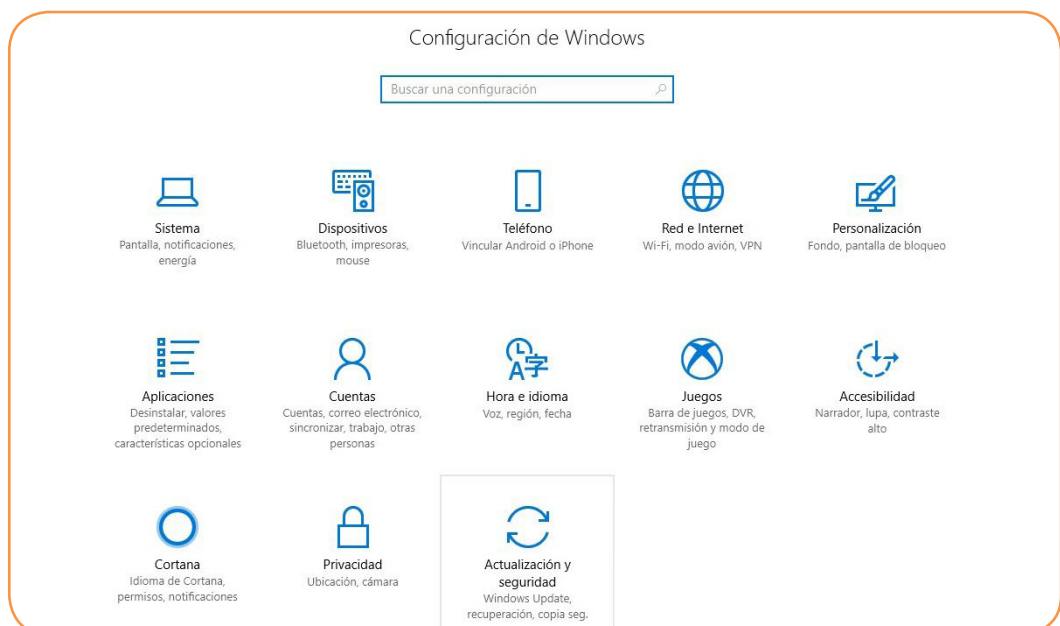 Configuración de Windows
Buscar una configuración
Sistema
Pantalla, notificaciones,
energía
Dispositivos
Bluetooth, impresoras,
mouse
Teléfono
Vincular Android o iPhone
Red e Internet
Wi-Fi, modo avión, VPN
Personalización
Fondo, pantalla de bloqueo
Aplicaciones
Desinstalar, valores
predeterminados,
características opcionales
Cuentas
Cuentas, correo electrónico,
sincronizar, trabajo, otras
personas
Hora e idioma
Voz, región, fecha
Juegos
Barra de juegos, DVR,
retransmisión y modo de
juego
Accesibilidad
Narrador, lupa, contraste
alto
Cortana
Idioma de Cortana,
permisos, notificaciones
Privacidad
Ubicación, cámara
Actualización y
seguridad
Windows Update,
recuperación, copia seg.